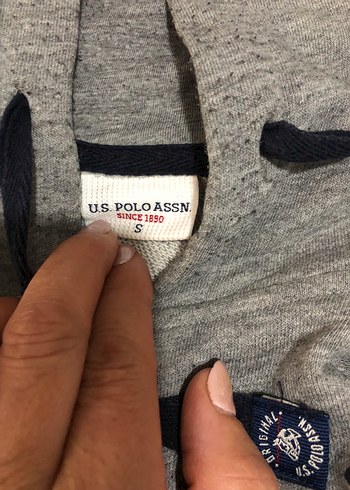 U.S. POLO ASSN.
SINCE 1890
S
ORIGINAL
U.S. POLO ASSN.